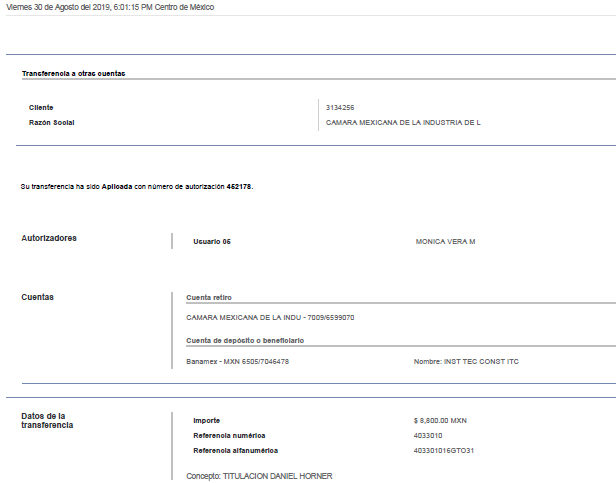 Viernes 30 de Agosto del 2019, 6:01:15 PM Centro de México
Transferencia a otras cuentas
Cliente 3134256
Razón Social CAMARA MEXICANA DE LA INDUSTRIA DE L
Su transferencia ha sido Aplicada con número de autorización 452178.
Autorizadores Usuario 05 MONICA VERA M
Cuentas Cuenta retiro
CAMARA MEXICANA DE LA INDU - 7009/6599070
Cuenta de depósito o beneficiario
Banamex - MXN 6505/7046478 Nombre: INST TEC CONST ITC
Datos de la transferencia
Importe $ 8,800.00 MXN
Referencia numérica 4033010
Referencia alfanumérica 403301016GTO31
Concepto: TITULACION DANIEL HORNER